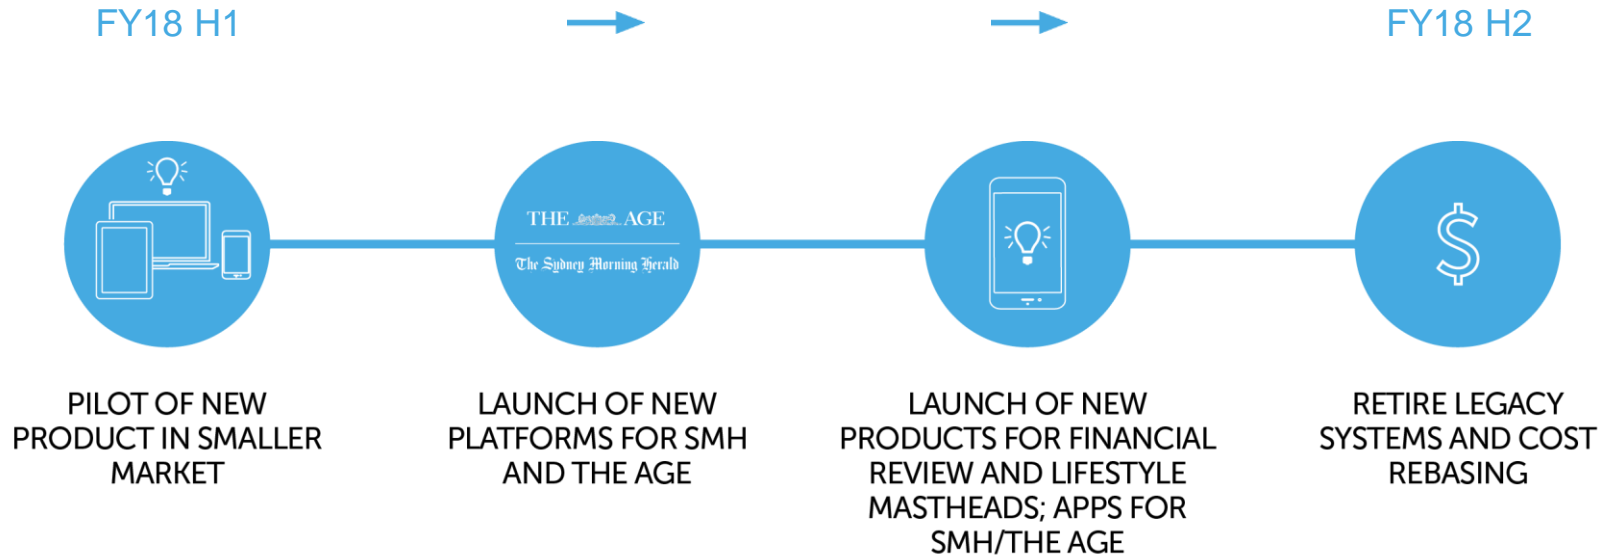 FY18 H1
FY18 H2
THE AGE
The Sydney Morning Herald
$
PILOT OF NEW
PRODUCT IN SMALLER
MARKET
LAUNCH OF NEW
PLATFORMS FOR SMH
AND THE AGE
LAUNCH OF NEW
PRODUCTS FOR FINANCIAL
REVIEW AND LIFESTYLE
MASTHEADS; APPS FOR
SMH/THE AGE
RETIRE LEGACY
SYSTEMS AND COST
REBASING